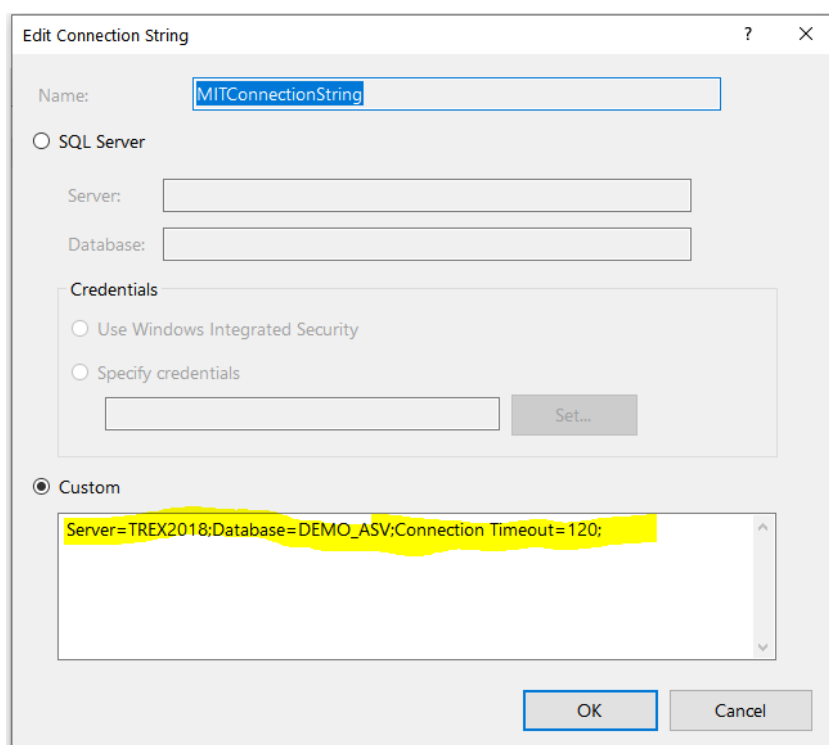 Edit Connection String
?
Name:
MITConnectionString
SQL Server
Server:
Database:
Credentials
Use Windows Integrated Security
Specify credentials
Set...
Custom
Server=TREX2018;Database=DEMO_ASV;Connection Timeout=120;
OK
Cancel